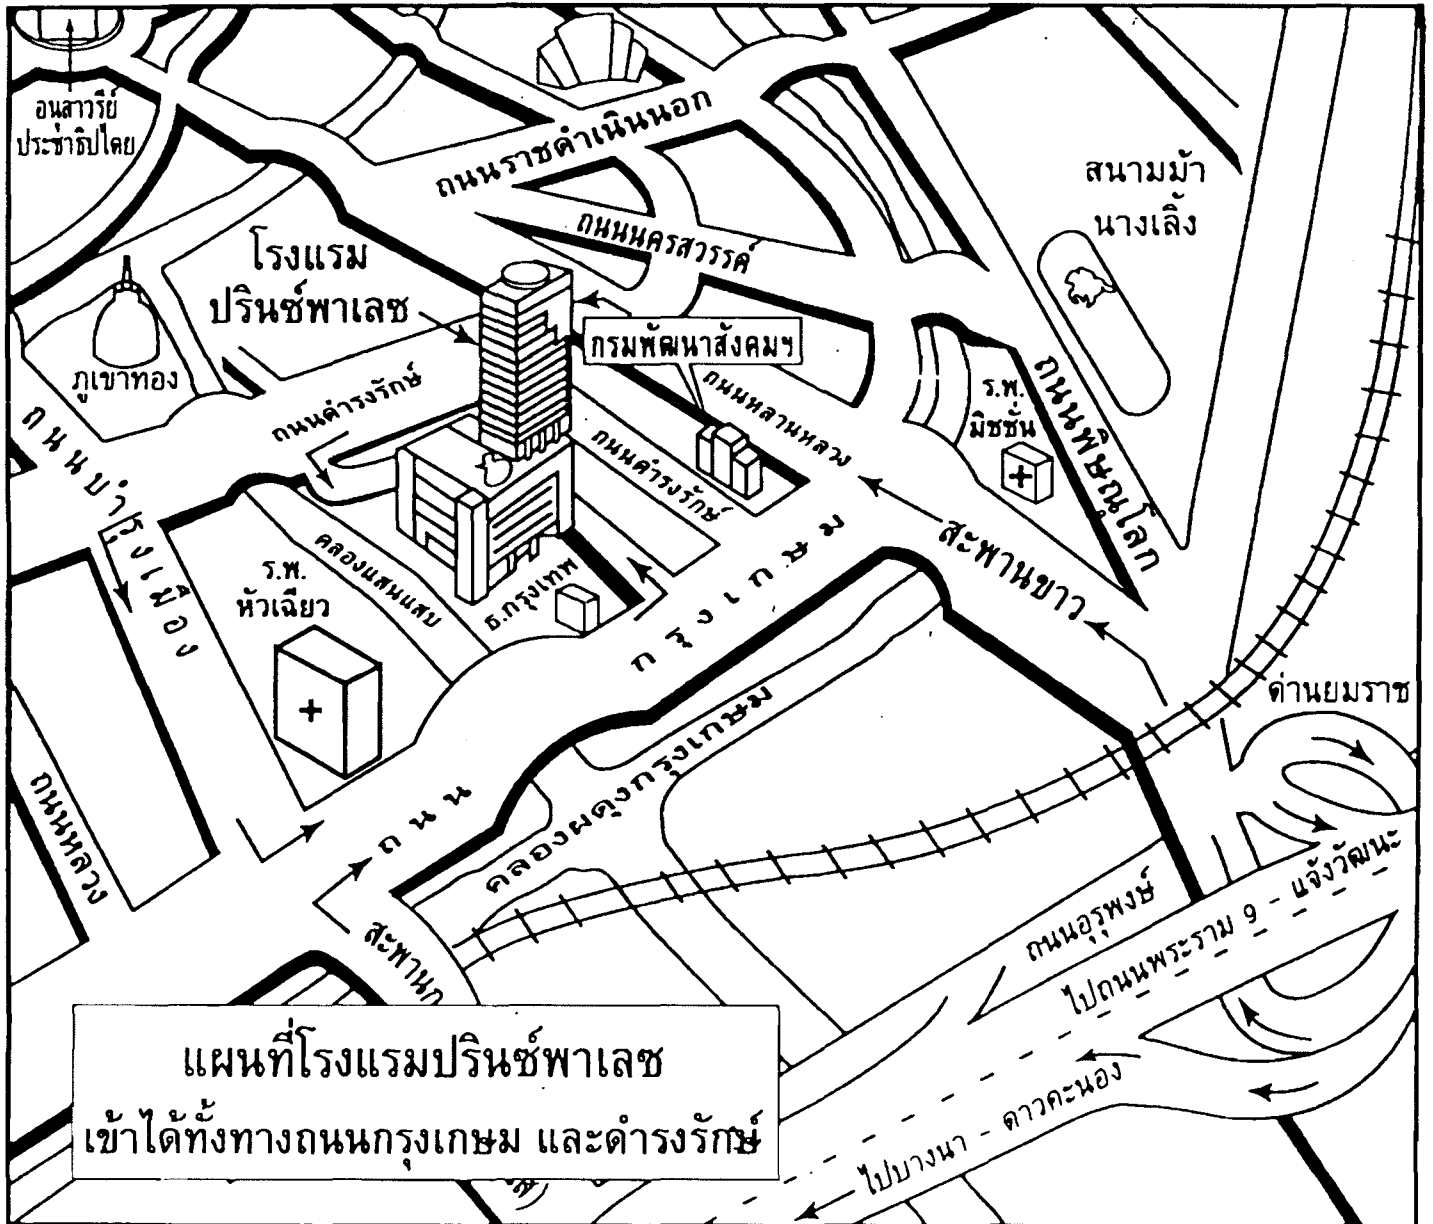 อนุสาวรีย์
ประชาธิปไตย
ถนนราชดำเนินนอก
สนามม้า
นางเลิ้ง
ถนนนครสวรรค์
โรงแรม
ปรินซ์พาเลซ
กรมพัฒนาสังคมฯ
ภูเขาทอง
ถนนดำรงรักษ์
ถนนหลานหลวง
ร.พ.
มิชชั่น
ถนนพิษณุโลก
ถนนบำรุงเมือง
ถนนดำรงรักษ์
สะพานขาว
คลองแสนแสบ
ธ.กรุงเทพ
ร.พ.
หัวเฉียว
ถนน กรุงเกษม
ด่านยมราช
คลองผดุงกรุงเกษม
ถนนหลวง
ถนนอุรุพงษ์
ไปถนนพระราม 9 - แจ้งวัฒนะ
สะพานก
ไปบางนา - ดาวคะนอง
แผนที่โรงแรมปรินซ์พาเลซ
เข้าได้ทั้งทางถนนกรุงเกษม และดำรงรักษ์